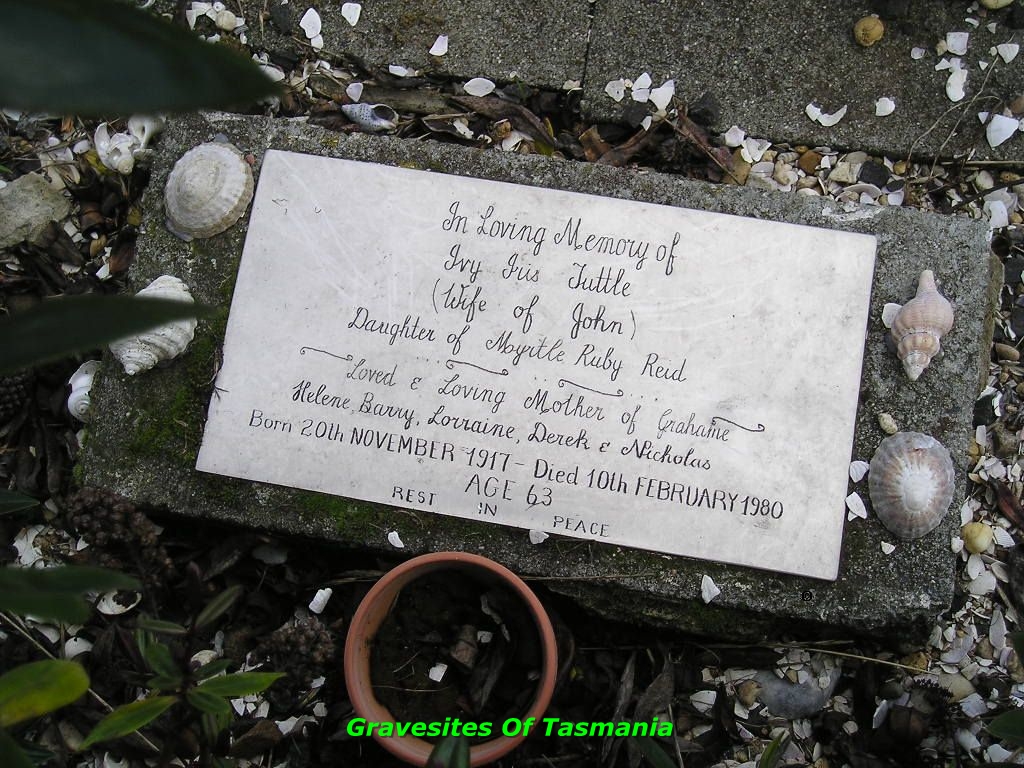 In Loving Memory of
Ivy Iris Tuttle
(Wife of John)
Daughter of Myrtle Ruby Reid
Loved & Loving Mother of Grahame
Helene, Barry, Lorraine, Derek & Nicholas
Born 20th NOVEMBER 1917 - Died 10th FEBRUARY 1980
AGE 63
REST IN PEACE
Gravesites Of Tasmania